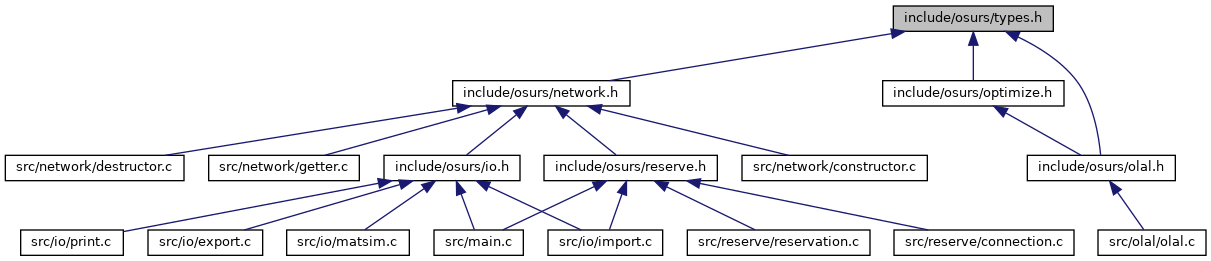 include/osurs/types.h
include/osurs/network.h
include/osurs/optimize.h
src/network/destructor.c
src/network/getter.c
include/osurs/io.h
include/osurs/reserve.h
src/network/constructor.c
include/osurs/olal.h
src/io/print.c
src/io/export.c
src/io/matsim.c
src/main.c
src/io/import.c
src/reserve/reservation.c
src/reserve/connection.c
src/olal/olal.c